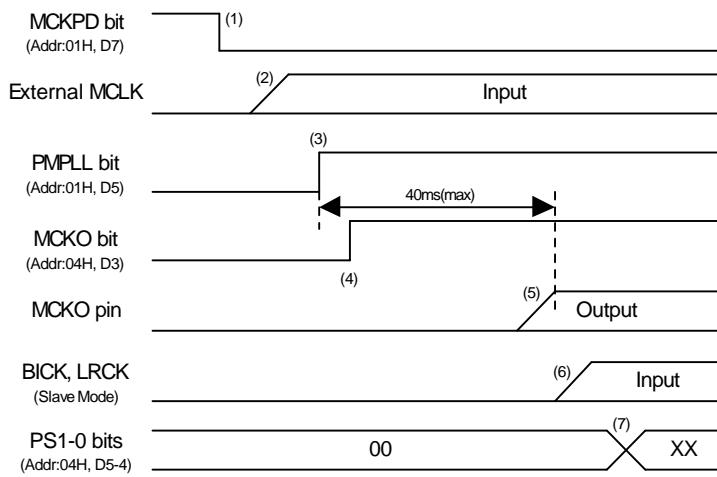 MCKPD bit
(Addr:01H, D7)
(1)
External MCLK
(2)
Input
(3)
PMPLL bit
(Addr:01H, D5)
40ms(max)
MCKO bit
(Addr:04H, D3)
(4)
MCKO pin
(5)
Output
BICK, LRCK
(Slave Mode)
(6)
Input
PS1-0 bits
(Addr:04H, D5-4)
00
(7)
XX